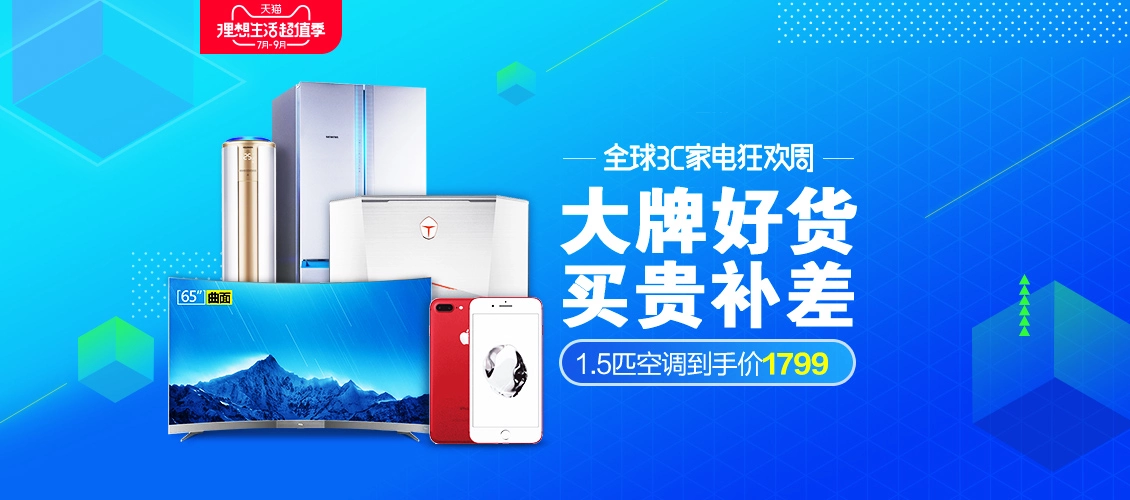 天猫
理想生活超值季
7月-9月
全球3C家电狂欢周
大牌好货
买贵补差
1.5匹空调到手价1799
65"
曲面